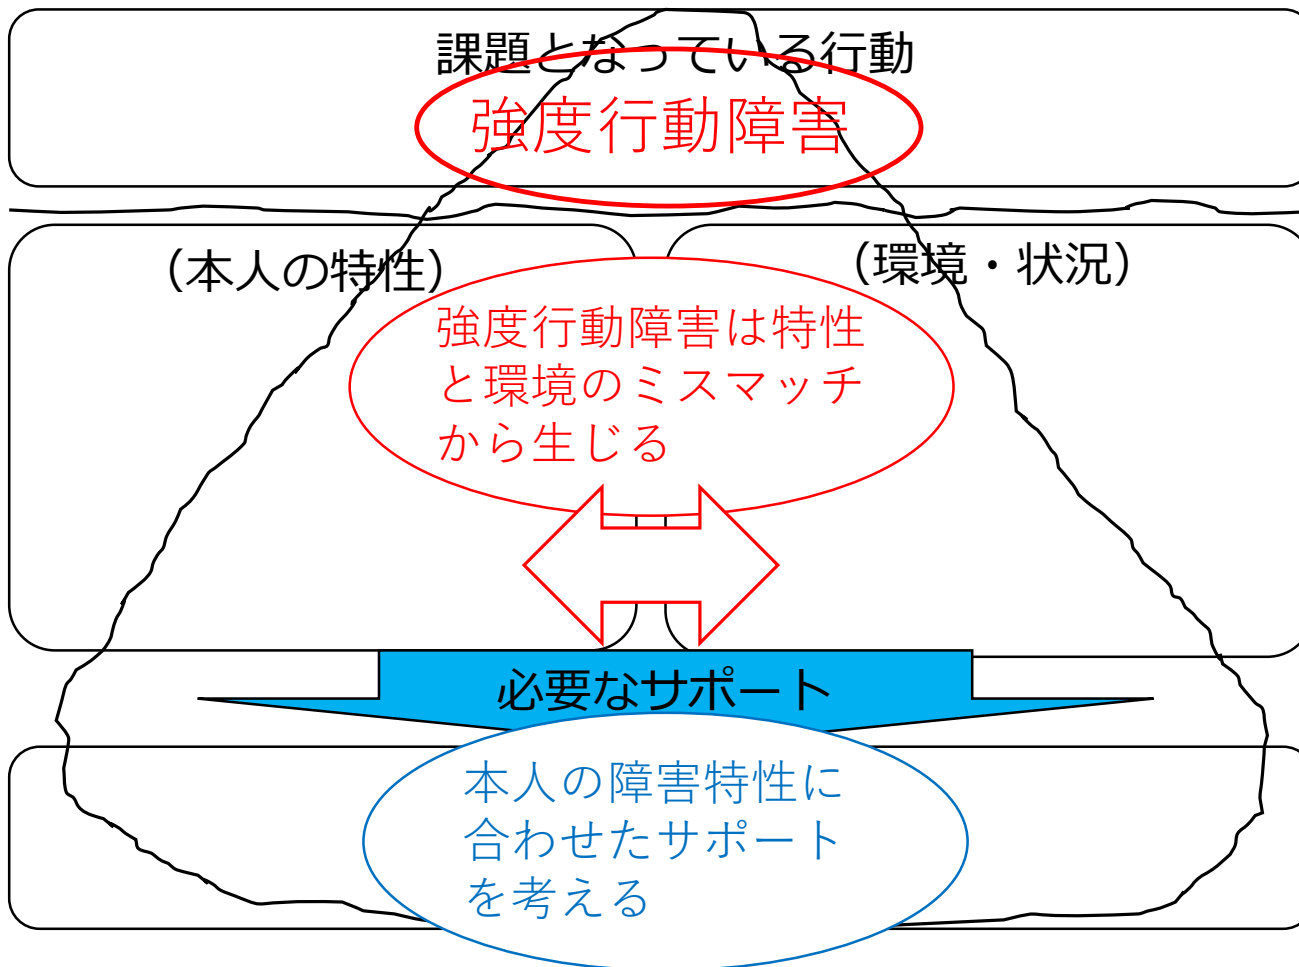 課題となっている行動
強度行動障害
（本人の特性）
（環境・状況）
強度行動障害は特性
と環境のミスマッチ
から生じる
必要なサポート
本人の障害特性に
合わせたサポート
を考える